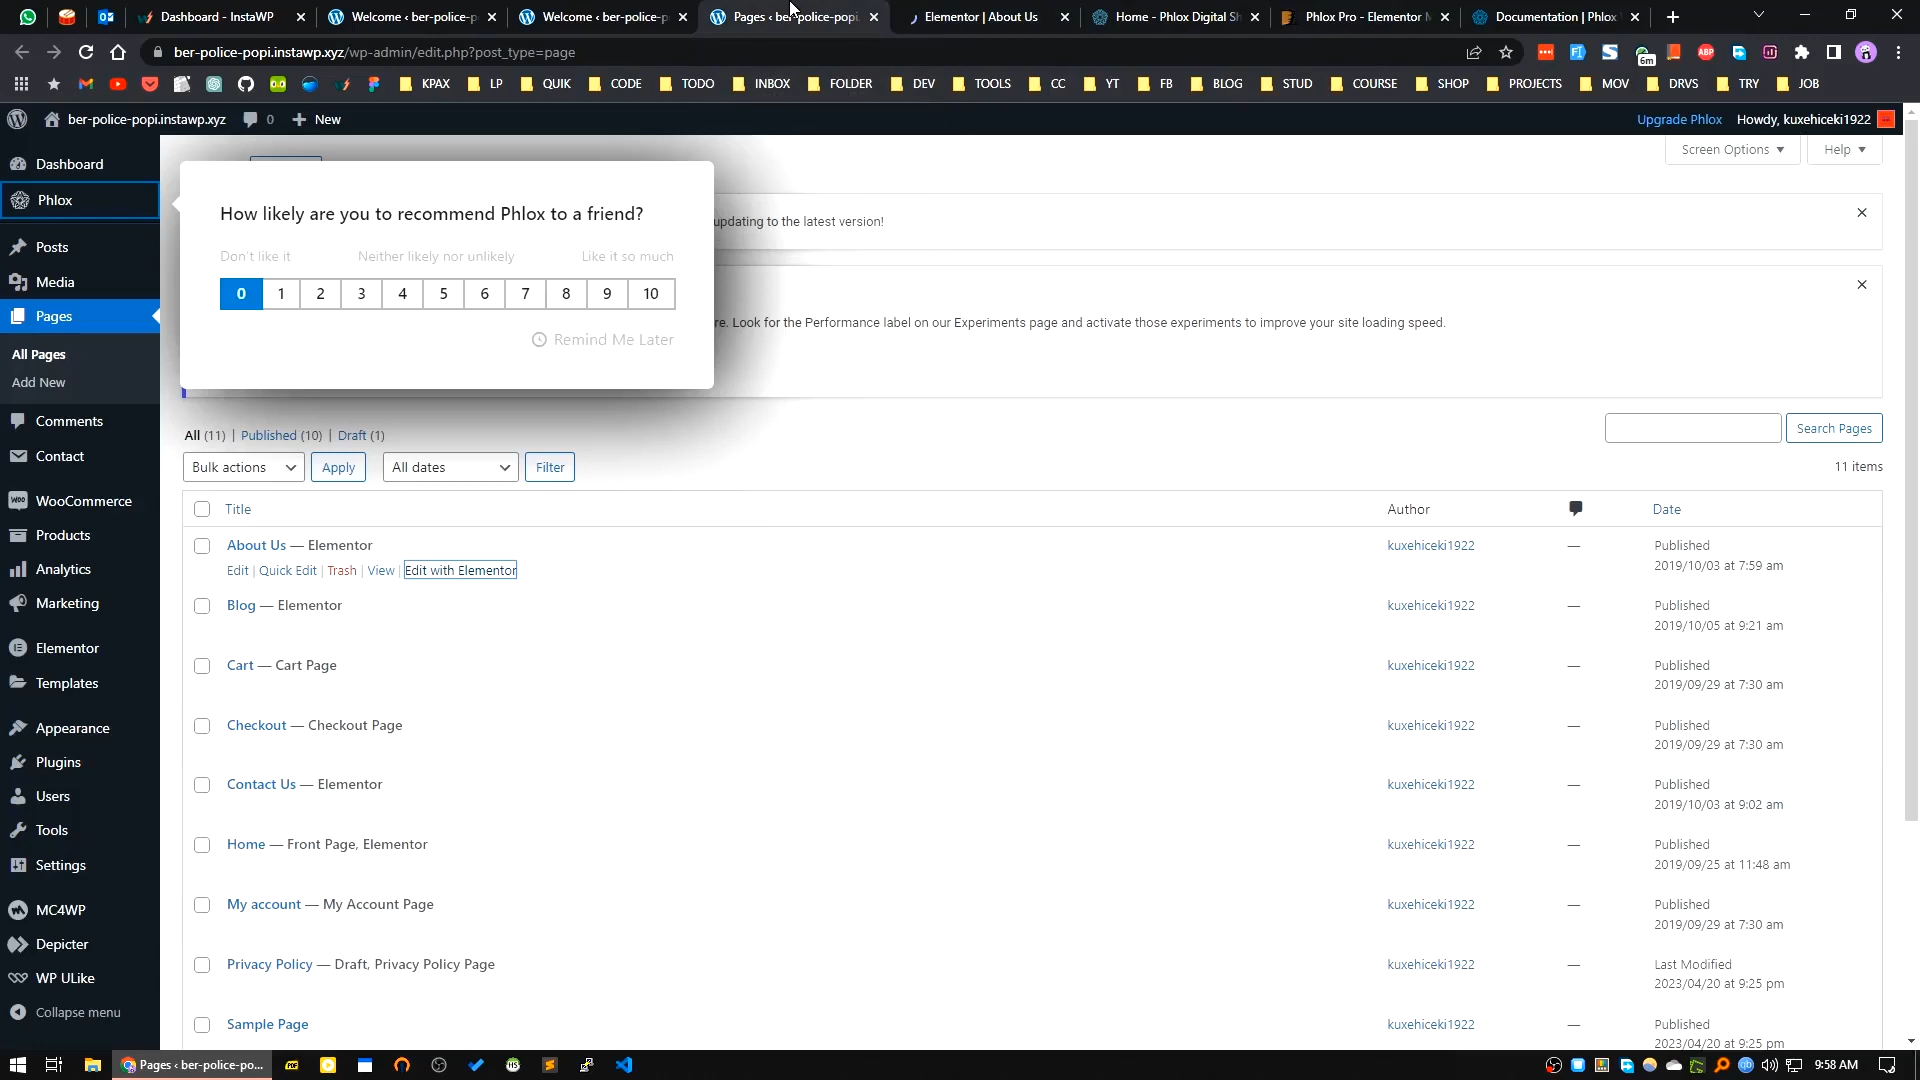 Dashboard - InstaWP
Welcome ‹ ber-police-p
Welcome ‹ ber-police-p
Pages ‹ ber-police-popi.
Elementor | About Us
Home - Phlox Digital Sh
Phlox Pro - Elementor M
Documentation | Phlox
ber-police-popi.instawp.xyz/wp-admin/edit.php?post_type=page
6m
ABP
KPAX LP QUIK CODE TODO INBOX FOLDER DEV TOOLS CC YT FB BLOG STUD COURSE SHOP PROJECTS MOV DRVS TRY JOB
ber-police-popi.instawp.xyz 0 New
Upgrade Phlox Howdy, kuxehiceki1922
Screen Options Help
Dashboard
Phlox
Posts
Media
Pages
All Pages
Add New
Comments
Contact
WooCommerce
Products
Analytics
Marketing
Elementor
Templates
Appearance
Plugins
Users
Tools
Settings
MC4WP
Depicter
WP ULike
Collapse menu
How likely are you to recommend Phlox to a friend?
Don't like it Neither likely nor unlikely Like it so much
0 1 2 3 4 5 6 7 8 9 10
Remind Me Later
updating to the latest version!
re. Look for the Performance label on our Experiments page and activate those experiments to improve your site loading speed.
All (11) | Published (10) | Draft (1)
Search Pages
Bulk actions Apply All dates Filter
11 items
Title Author Date
About Us — Elementor kuxehiceki1922 — Published
2019/10/03 at 7:59 am
Edit | Quick Edit | Trash | View | Edit with Elementor
Blog — Elementor kuxehiceki1922 — Published
2019/10/05 at 9:21 am
Cart — Cart Page kuxehiceki1922 — Published
2019/09/29 at 7:30 am
Checkout — Checkout Page kuxehiceki1922 — Published
2019/09/29 at 7:30 am
Contact Us — Elementor kuxehiceki1922 — Published
2019/10/03 at 9:02 am
Home — Front Page, Elementor kuxehiceki1922 — Published
2019/09/25 at 11:48 am
My account — My Account Page kuxehiceki1922 — Published
2019/09/29 at 7:30 am
Privacy Policy — Draft, Privacy Policy Page kuxehiceki1922 — Last Modified
2023/04/20 at 9:25 pm
Sample Page kuxehiceki1922 — Published
2023/04/20 at 9:25 pm
Pages ‹ ber-police-po...
9:58 AM